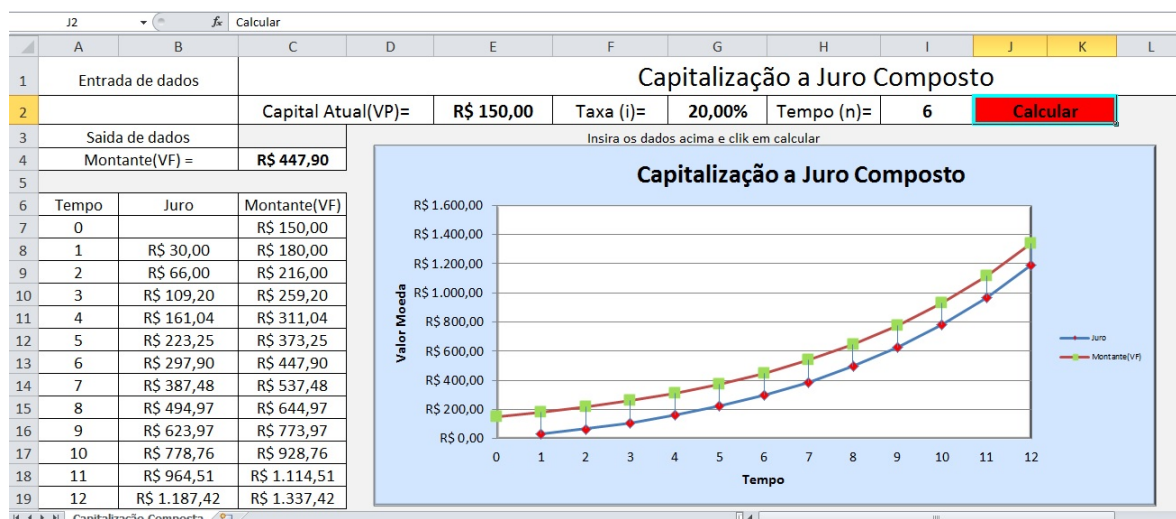 J2 fx Calcular
A B C D E F G H I J K L
1 Entrada de dados Capitalização a Juro Composto
2 Capital Atual(VP)= R$ 150,00 Taxa (i)= 20,00% Tempo (n)= 6 Calcular
3 Saida de dados Insira os dados acima e clik em calcular
4 Montante(VF) = R$ 447,90
5
6 Tempo Juro Montante(VF)
7 0 R$ 150,00
8 1 R$ 30,00 R$ 180,00
9 2 R$ 66,00 R$ 216,00
10 3 R$ 109,20 R$ 259,20
11 4 R$ 161,04 R$ 311,04
12 5 R$ 223,25 R$ 373,25
13 6 R$ 297,90 R$ 447,90
14 7 R$ 387,48 R$ 537,48
15 8 R$ 494,97 R$ 644,97
16 9 R$ 623,97 R$ 773,97
17 10 R$ 778,76 R$ 928,76
18 11 R$ 964,51 R$ 1.114,51
19 12 R$ 1.187,42 R$ 1.337,42
Capitalização a Juro Composto
R$ 1.600,00
R$ 1.400,00
R$ 1.200,00
R$ 1.000,00
R$ 800,00
R$ 600,00
R$ 400,00
R$ 200,00
R$ 0,00
Valor Moeda
0 1 2 3 4 5 6 7 8 9 10 11 12
Tempo
Juro
Montante(VF)
Capitalização Composta